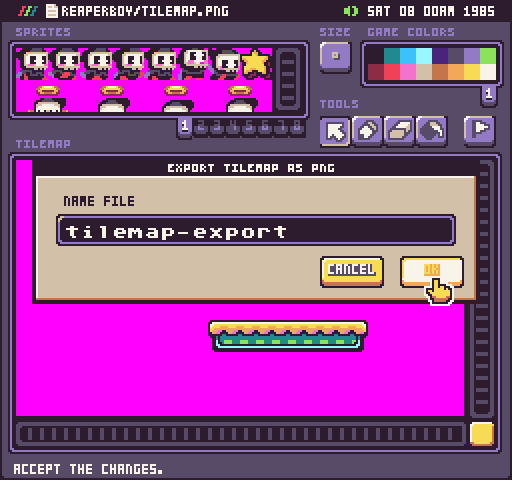 REAPERBOY/TILEMAP.PNG SAT 08 00AM 1985
SPRITES SIZE GAME COLORS
1
TOOLS
1 2 3 4 5 6 7 8
TILEMAP
EXPORT TILEMAP AS PNG
NAME FILE
tilemap-export
CANCEL OK
ACCEPT THE CHANGES.